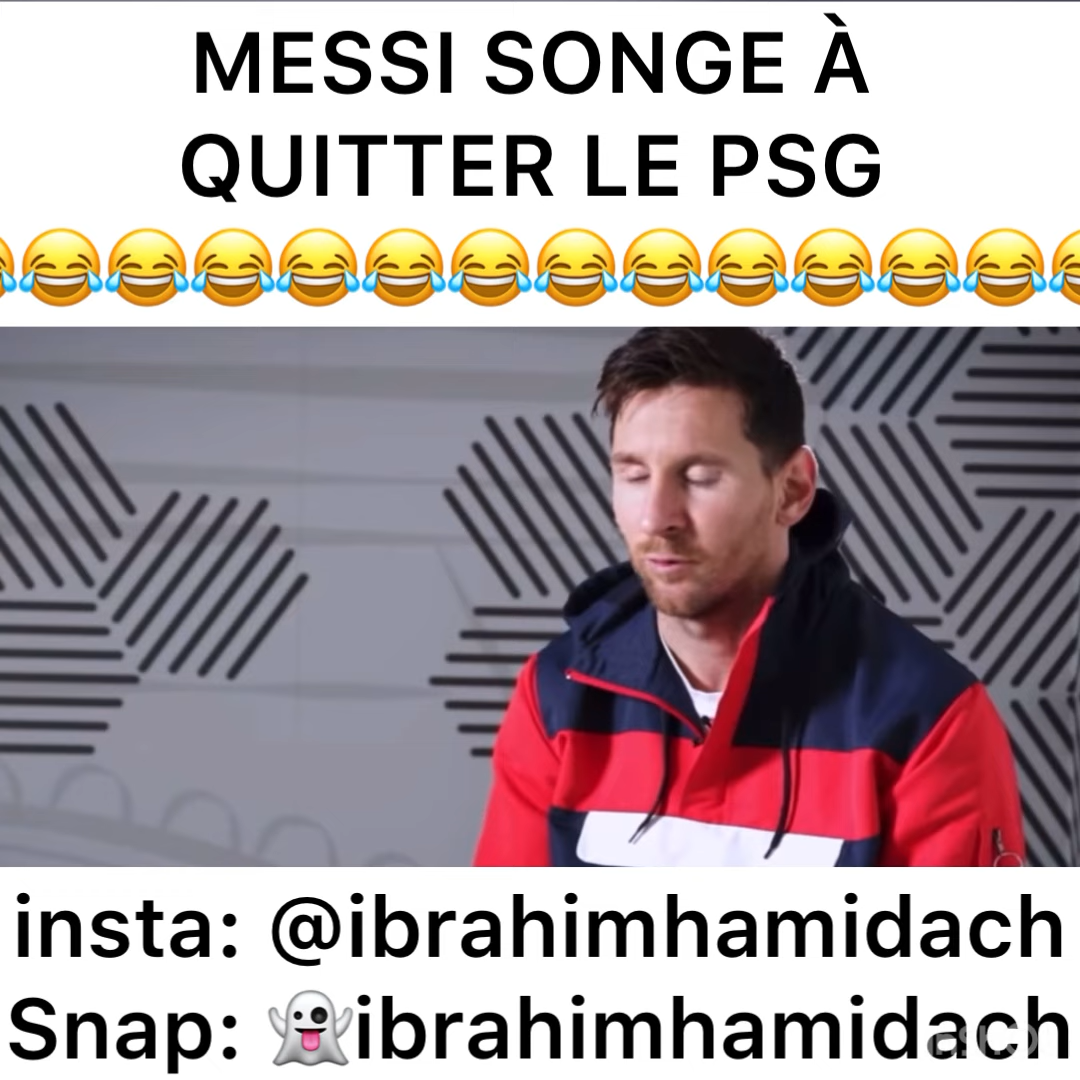 MESSI SONGE À
QUITTER LE PSG
😂😂😂😂😂😂😂😂😂😂😂😂😂
insta: @ibrahimhamidach
Snap: 👻ibrahimhamidach